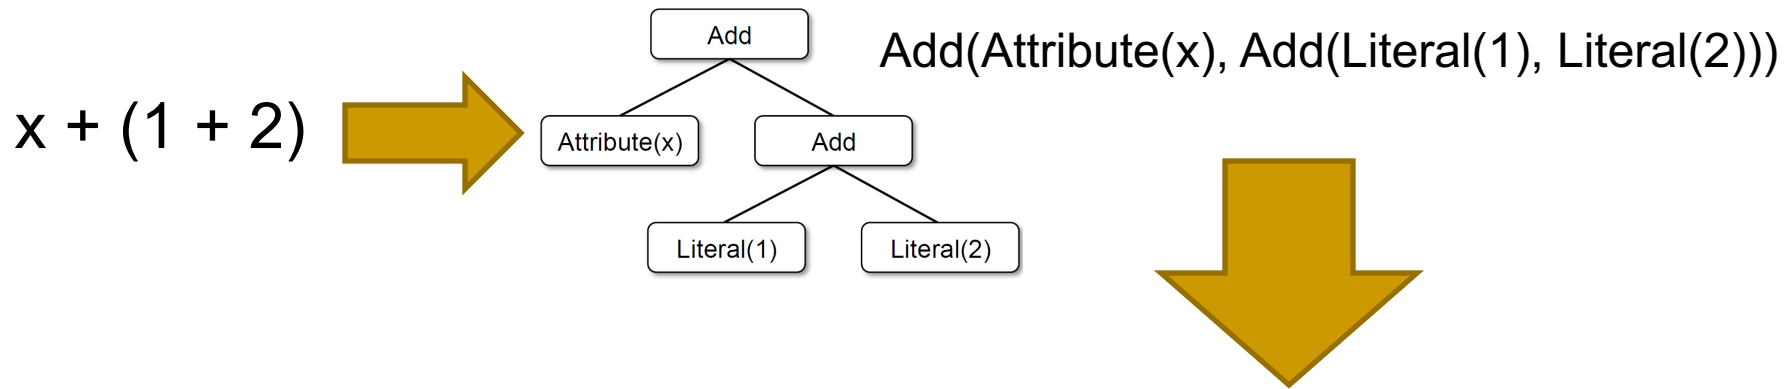 x + (1 + 2)
Add
Attribute(x)
Add
Literal(1)
Literal(2)
Add(Attribute(x), Add(Literal(1), Literal(2)))